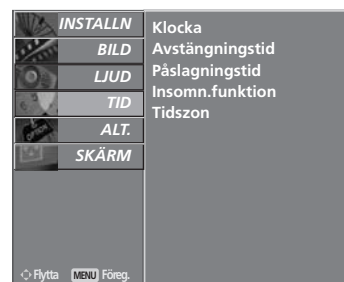 INSTALLN
BILD
LJUD
TID
ALT.
SKÄRM
Klocka
Avstängningstid
Påslagningstid
Insomn.funktion
Tidszon
Flytta MENU Föreg.